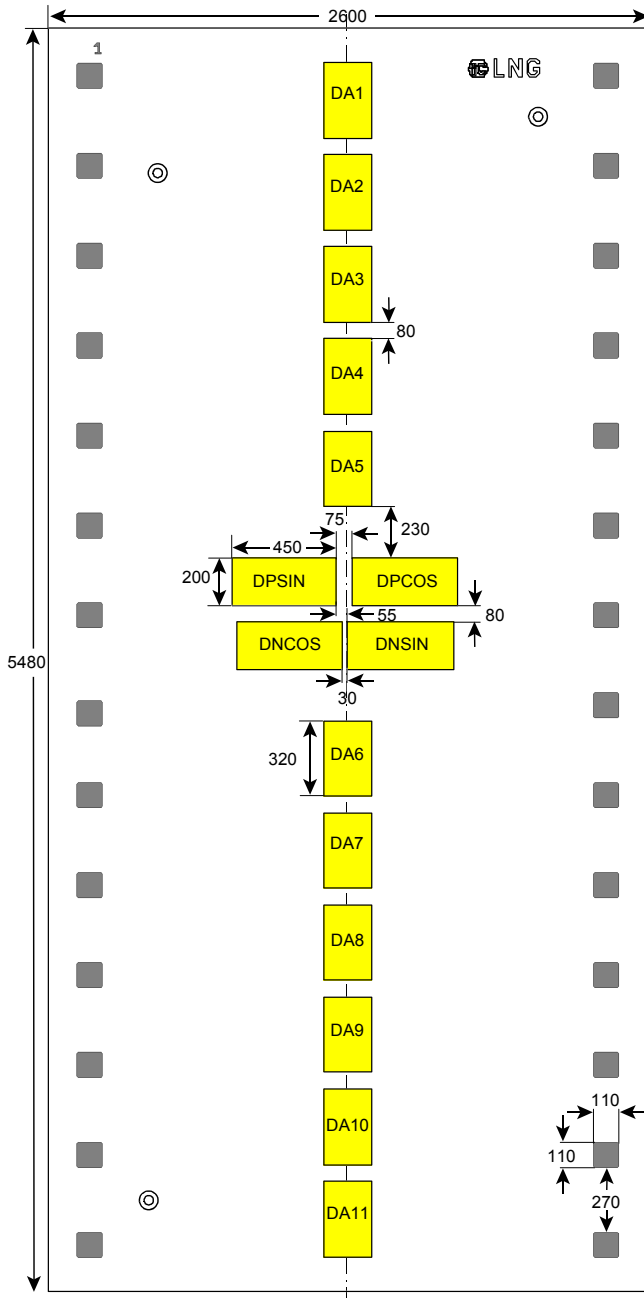 2600
1
LNG
DA1
DA2
DA3
80
DA4
DA5
75
230
450
200
DPSIN
DPCOS
55
80
DNCOS
DNSIN
5480
30
320
DA6
DA7
DA8
DA9
110
DA10
110
270
DA11